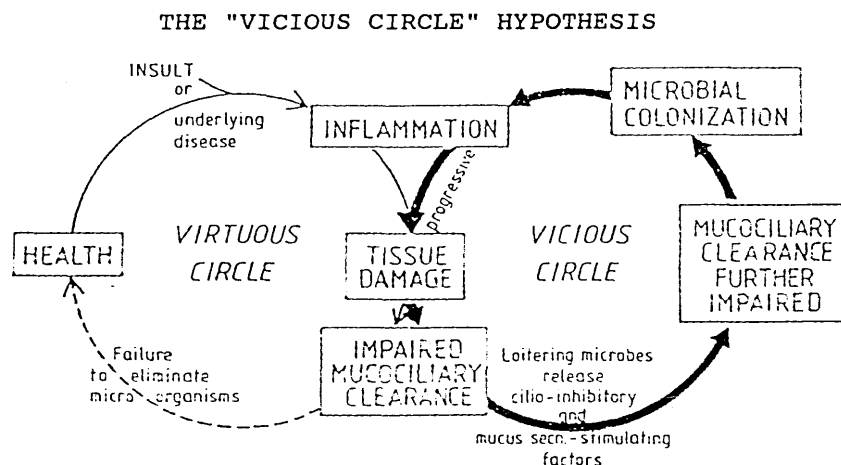 THE "VICIOUS CIRCLE" HYPOTHESIS
INSULT
or
underlying
disease
INFLAMMATION
MICROBIAL
COLONIZATION
progressive
HEALTH
VIRTUOUS
CIRCLE
TISSUE
DAMAGE
VICIOUS
CIRCLE
MUCOCILIARY
CLEARANCE
FURTHER
IMPAIRED
Failure
to eliminate
micro organisms
IMPAIRED
MUCOCILIARY
CLEARANCE
Loitering microbes
release
cilio-inhibitory
and
mucus secn.-stimulating
factors